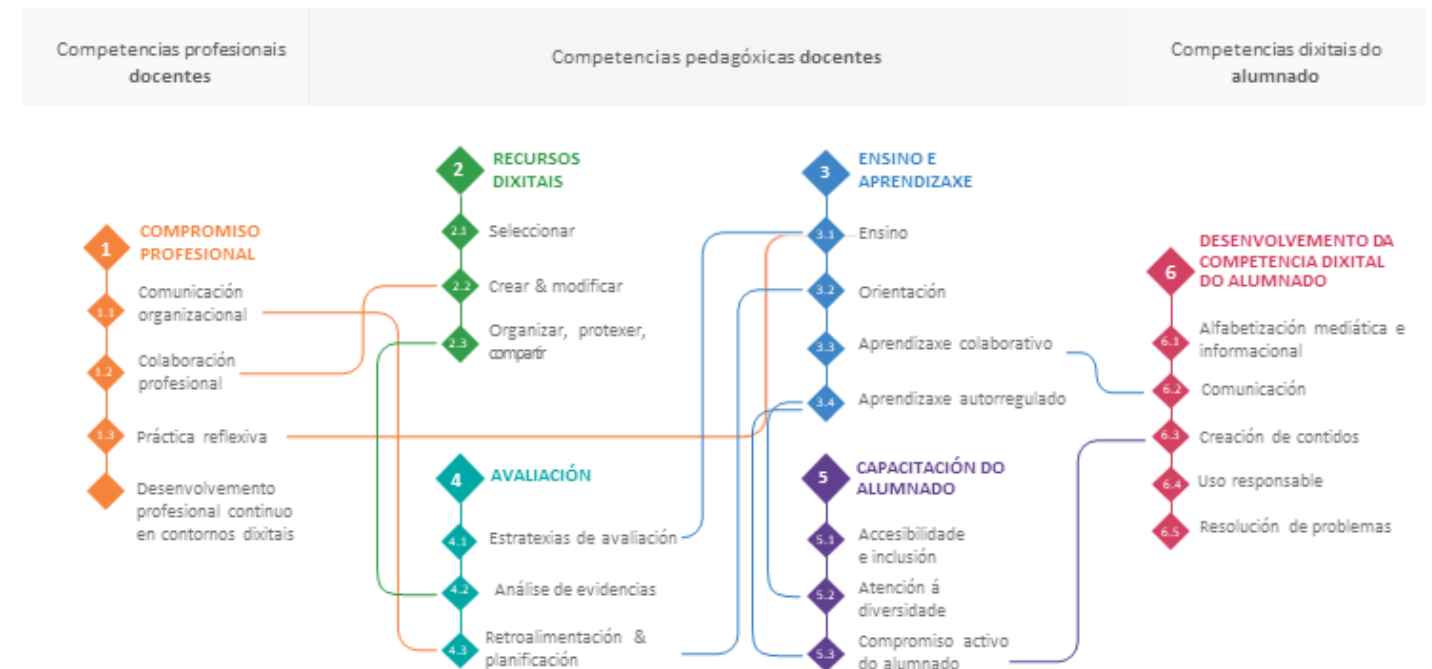 Competencias profesionais
docentes
Competencias pedagóxicas docentes
Competencias dixitais do
alumnado
1
COMPROMISO
PROFESIONAL
1.1
Comunicación
organizacional
1.2
Colaboración
profesional
1.3
Práctica reflexiva
Desenvolvemento
profesional continuo
en contornos dixitais
2
RECURSOS
DIXITAIS
2.1
Seleccionar
2.2
Crear & modificar
2.3
Organizar, protexer,
compartir
4
AVALIACIÓN
4.1
Estratexias de avaliación
4.2
Análise de evidencias
4.3
Retroalimentación &
planificación
3
ENSINO E
APRENDIZAXE
3.1
Ensino
3.2
Orientación
3.3
Aprendizaxe colaborativo
3.4
Aprendizaxe autorregulado
5
CAPACITACIÓN DO
ALUMNADO
5.1
Accesibilidade
e inclusión
5.2
Atención á
diversidade
5.3
Compromiso activo
do alumnado
6
DESENVOLVEMENTO DA
COMPETENCIA DIXITAL
DO ALUMNADO
6.1
Alfabetización mediática e
informacional
6.2
Comunicación
6.3
Creación de contidos
6.4
Uso responsable
6.5
Resolución de problemas